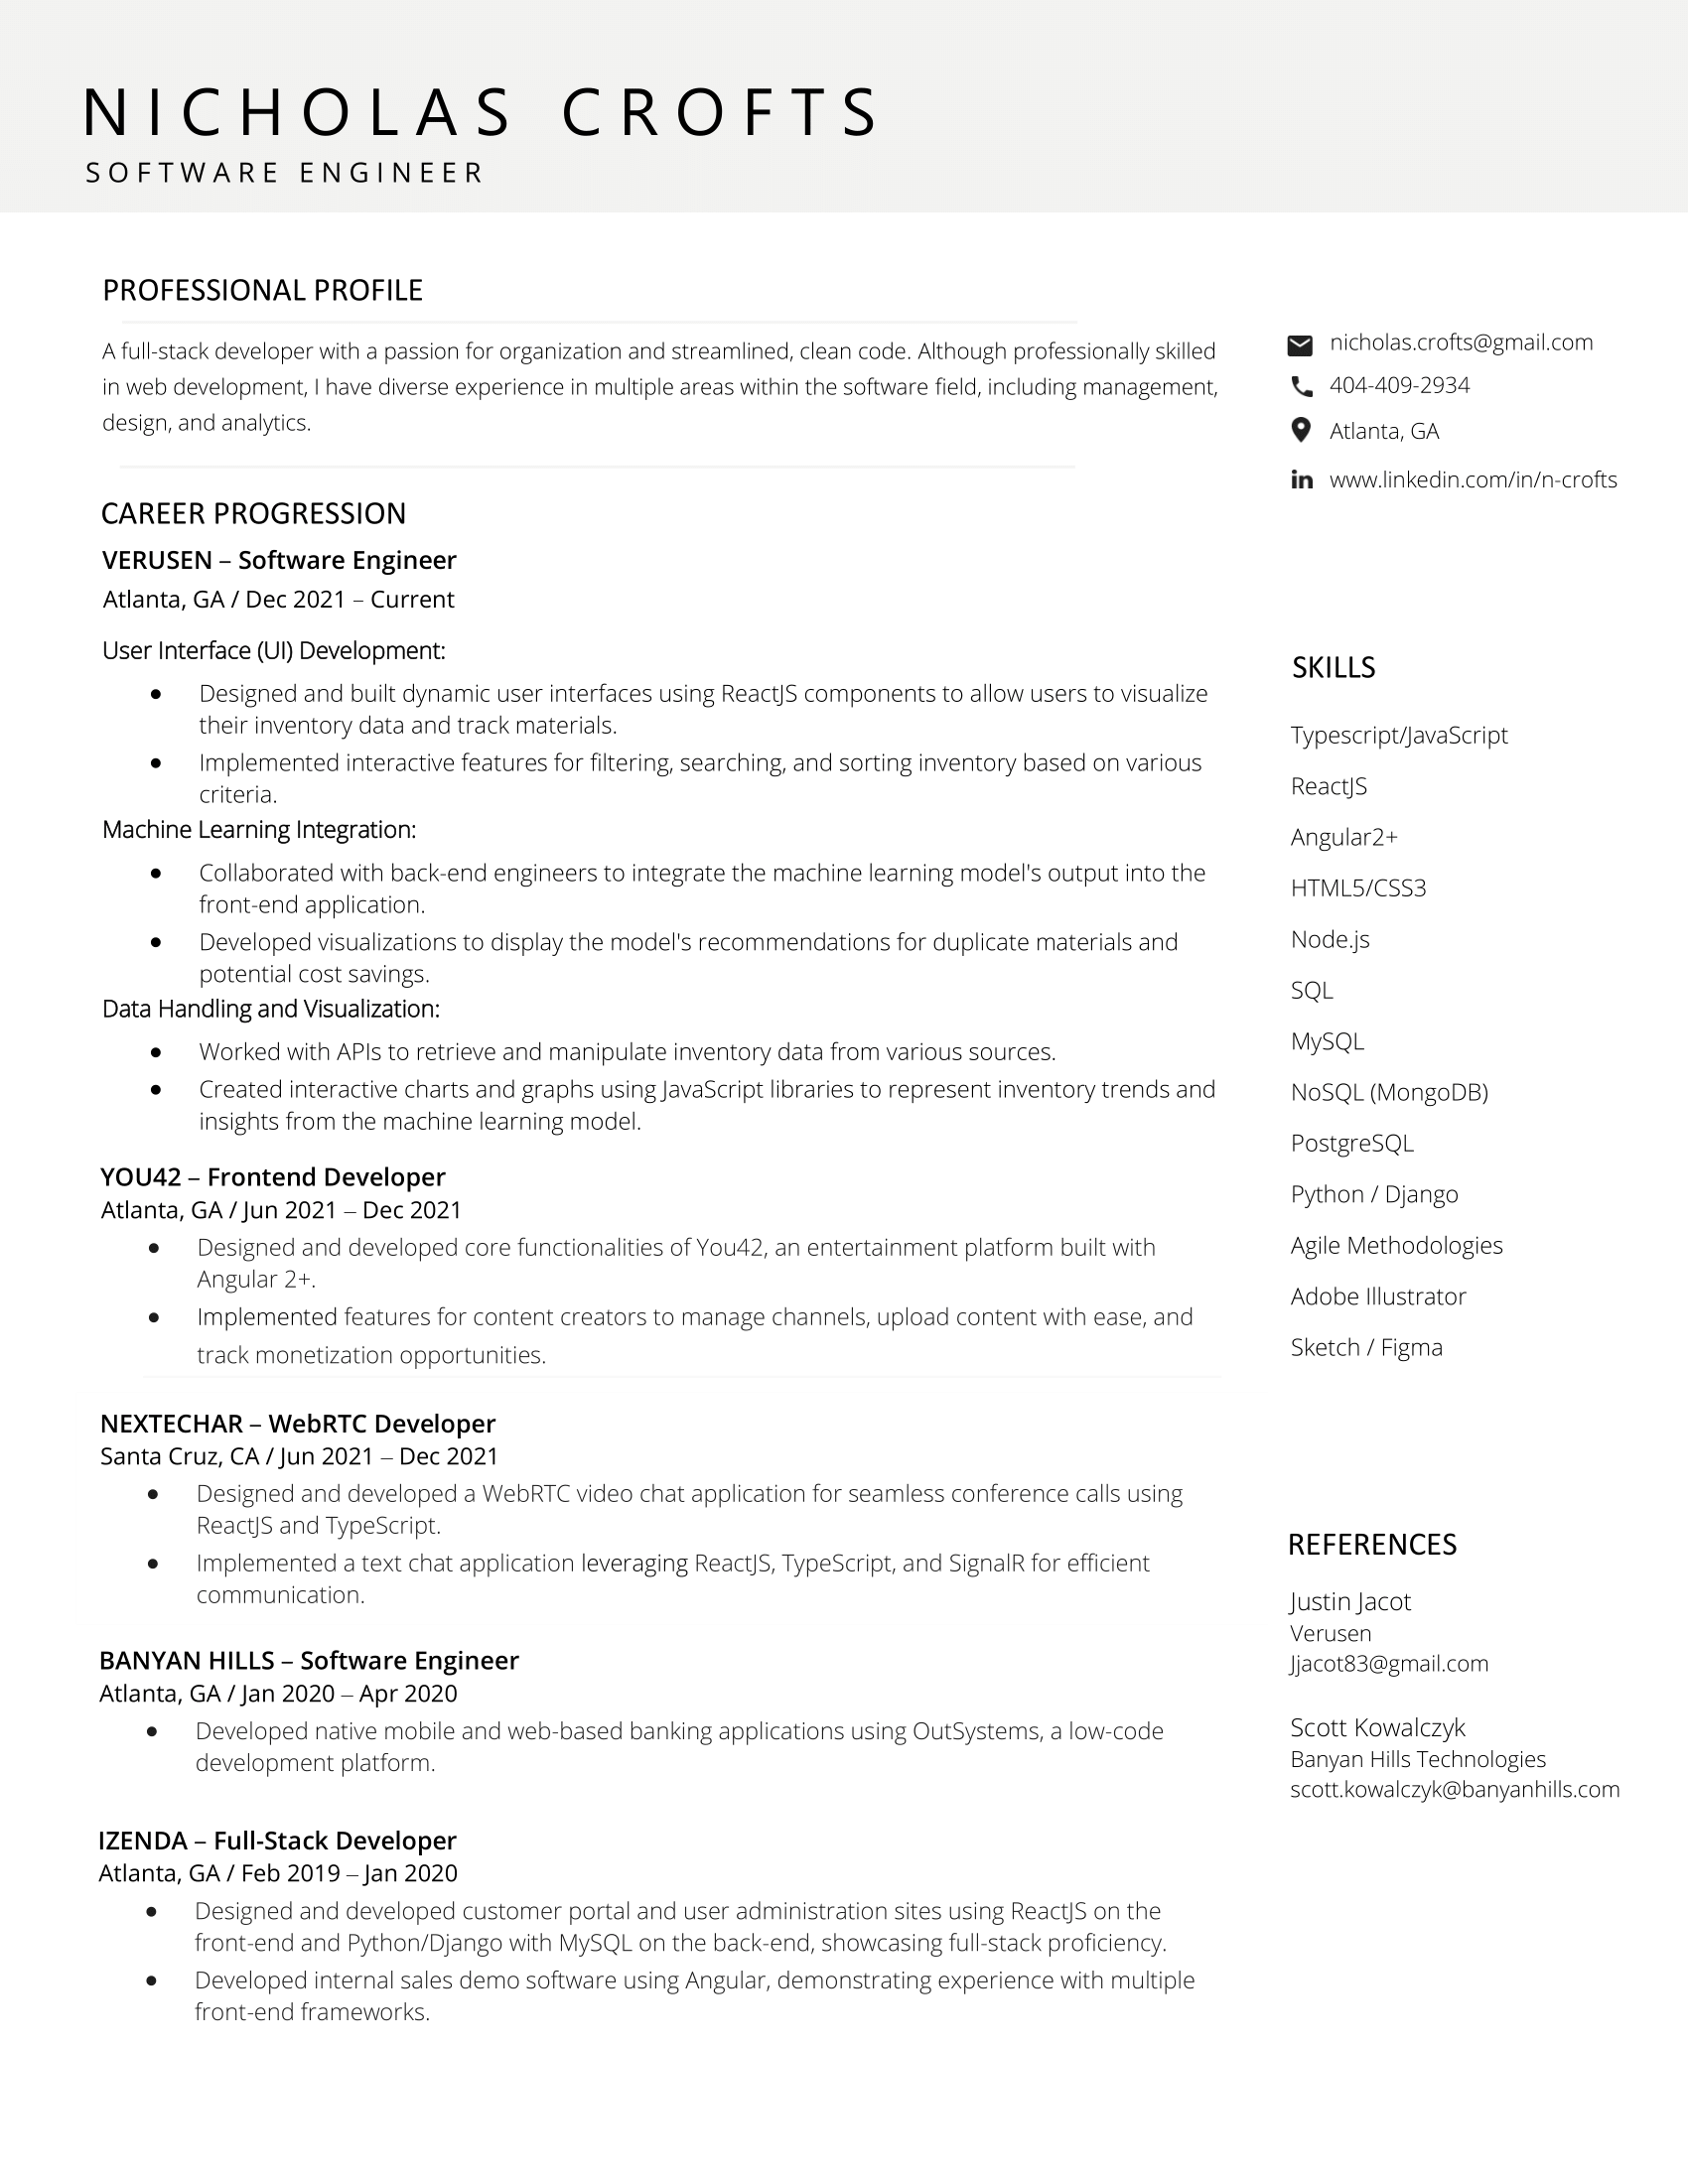 NICHOLAS CROFTS
SOFTWARE ENGINEER
PROFESSIONAL PROFILE
A full-stack developer with a passion for organization and streamlined, clean code. Although professionally skilled
in web development, I have diverse experience in multiple areas within the software field, including management,
design, and analytics.
CAREER PROGRESSION
VERUSEN – Software Engineer
Atlanta, GA / Dec 2021 – Current
User Interface (UI) Development:
● Designed and built dynamic user interfaces using ReactJS components to allow users to visualize
their inventory data and track materials.
● Implemented interactive features for filtering, searching, and sorting inventory based on various
criteria.
Machine Learning Integration:
● Collaborated with back-end engineers to integrate the machine learning model's output into the
front-end application.
● Developed visualizations to display the model's recommendations for duplicate materials and
potential cost savings.
Data Handling and Visualization:
● Worked with APIs to retrieve and manipulate inventory data from various sources.
● Created interactive charts and graphs using JavaScript libraries to represent inventory trends and
insights from the machine learning model.
YOU42 – Frontend Developer
Atlanta, GA / Jun 2021 – Dec 2021
● Designed and developed core functionalities of You42, an entertainment platform built with
Angular 2+.
● Implemented features for content creators to manage channels, upload content with ease, and
track monetization opportunities.
NEXTECHAR – WebRTC Developer
Santa Cruz, CA / Jun 2021 – Dec 2021
● Designed and developed a WebRTC video chat application for seamless conference calls using
ReactJS and TypeScript.
● Implemented a text chat application leveraging ReactJS, TypeScript, and SignalR for efficient
communication.
BANYAN HILLS – Software Engineer
Atlanta, GA / Jan 2020 – Apr 2020
● Developed native mobile and web-based banking applications using OutSystems, a low-code
development platform.
IZENDA – Full-Stack Developer
Atlanta, GA / Feb 2019 – Jan 2020
● Designed and developed customer portal and user administration sites using ReactJS on the
front-end and Python/Django with MySQL on the back-end, showcasing full-stack proficiency.
● Developed internal sales demo software using Angular, demonstrating experience with multiple
front-end frameworks.
nicholas.crofts@gmail.com
404-409-2934
Atlanta, GA
in www.linkedin.com/in/n-crofts
SKILLS
Typescript/JavaScript
ReactJS
Angular2+
HTML5/CSS3
Node.js
SQL
MySQL
NoSQL (MongoDB)
PostgreSQL
Python / Django
Agile Methodologies
Adobe Illustrator
Sketch / Figma
REFERENCES
Justin Jacot
Verusen
Jjacot83@gmail.com
Scott Kowalczyk
Banyan Hills Technologies
scott.kowalczyk@banyanhills.com